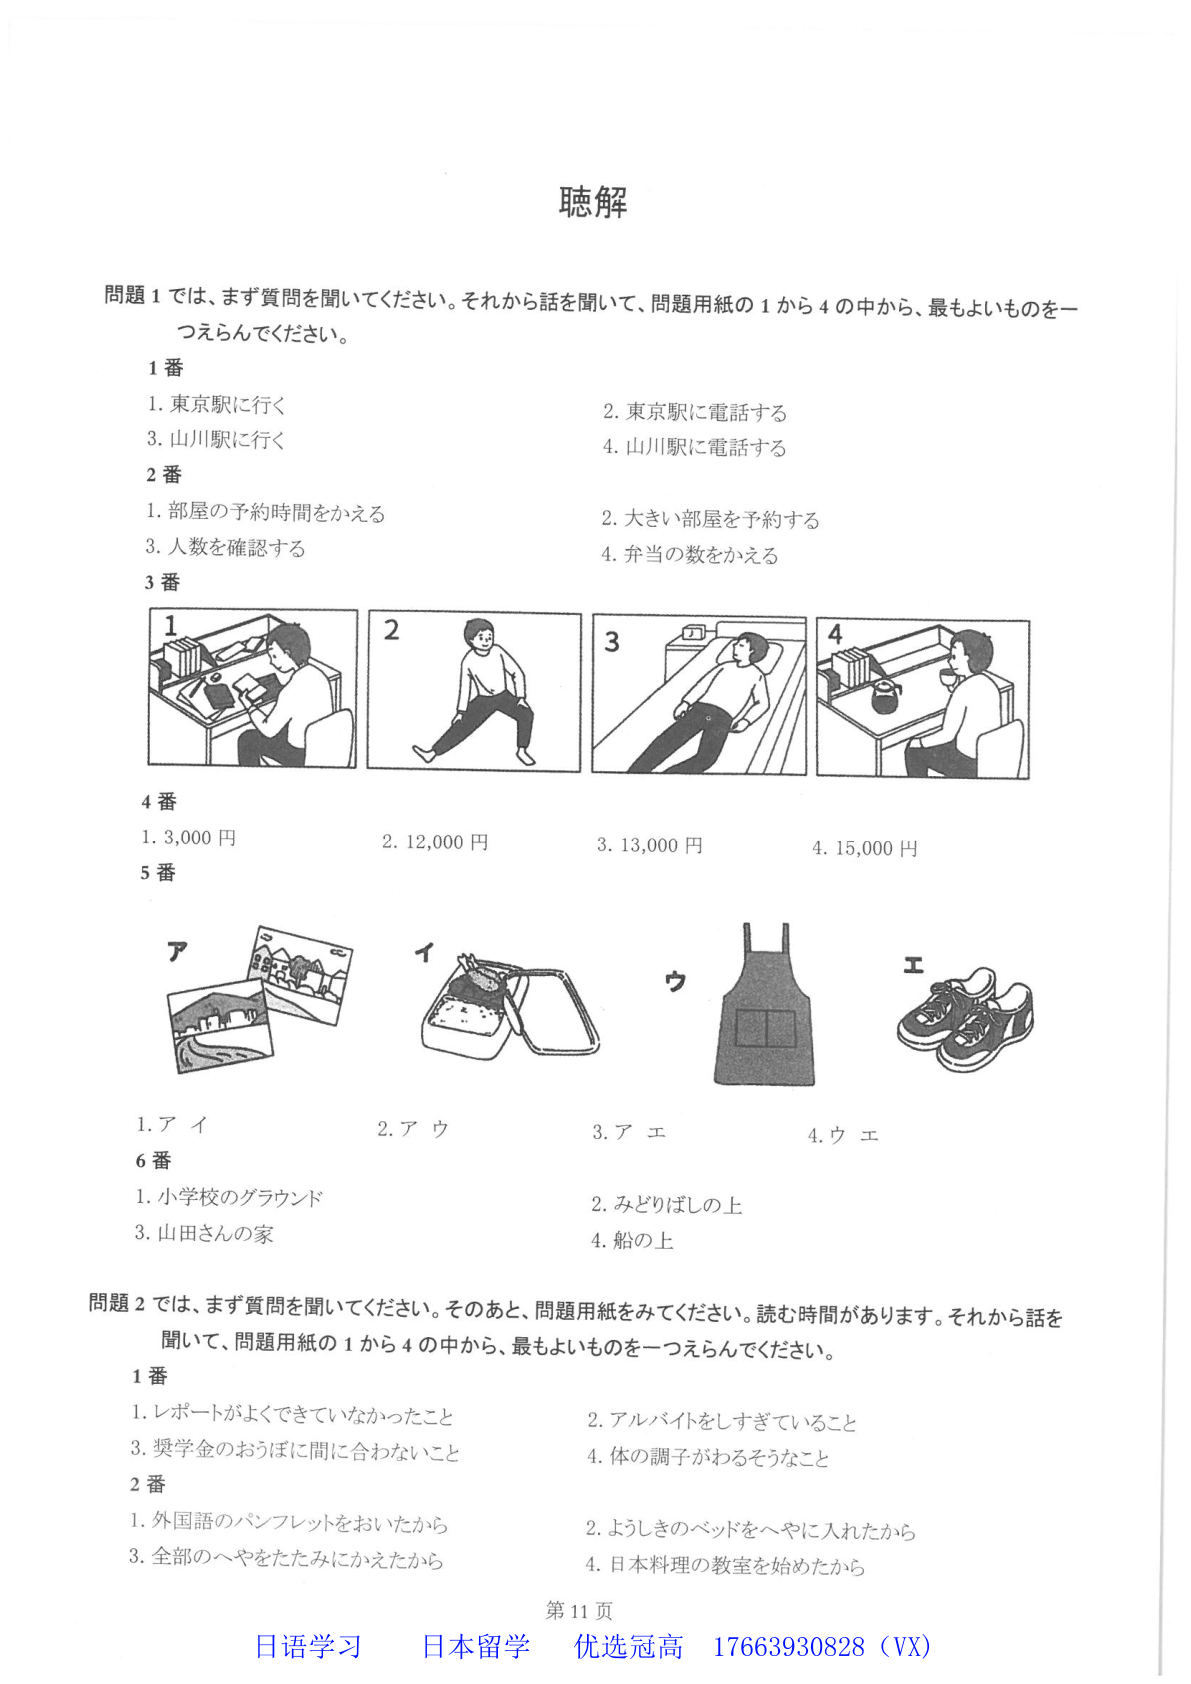 聴解
問題 1 では、まず質問を聞いてください。それから話を聞いて、問題用紙の 1 から 4 の中から、最もよいものを一
つえらんでください。
1 番
1. 東京駅に行く 2. 東京駅に電話する
3. 山川駅に行く 4. 山川駅に電話する
2 番
1. 部屋の予約時間をかえる 2. 大きい部屋を予約する
3. 人数を確認する 4. 弁当の数をかえる
3 番
1 2 3 4
4 番
1. 3,000 円 2. 12,000 円 3. 13,000 円 4. 15,000 円
5 番
ア イ ウ エ
1. ア イ 2. ア ウ 3. ア エ 4. ウ エ
6 番
1. 小学校のグラウンド 2. みどりばしの上
3. 山田さんの家 4. 船の上
問題 2 では、まず質問を聞いてください。そのあと、問題用紙をみてください。読む時間があります。それから話を
聞いて、問題用紙の 1 から 4 の中から、最もよいものを一つえらんでください。
1 番
1. レポートがよくできていなかったこと 2. アルバイトをしすぎていること
3. 奨学金のおうぼに間に合わないこと 4. 体の調子がわるそうなこと
2 番
1. 外国語のパンフレットをおいたから 2. ようしきのベッドをへやに入れたから
3. 全部のへやをたたみにかえたから 4. 日本料理の教室を始めたから
第 11 页
日语学习 日本留学 优选冠高 17663930828（VX）